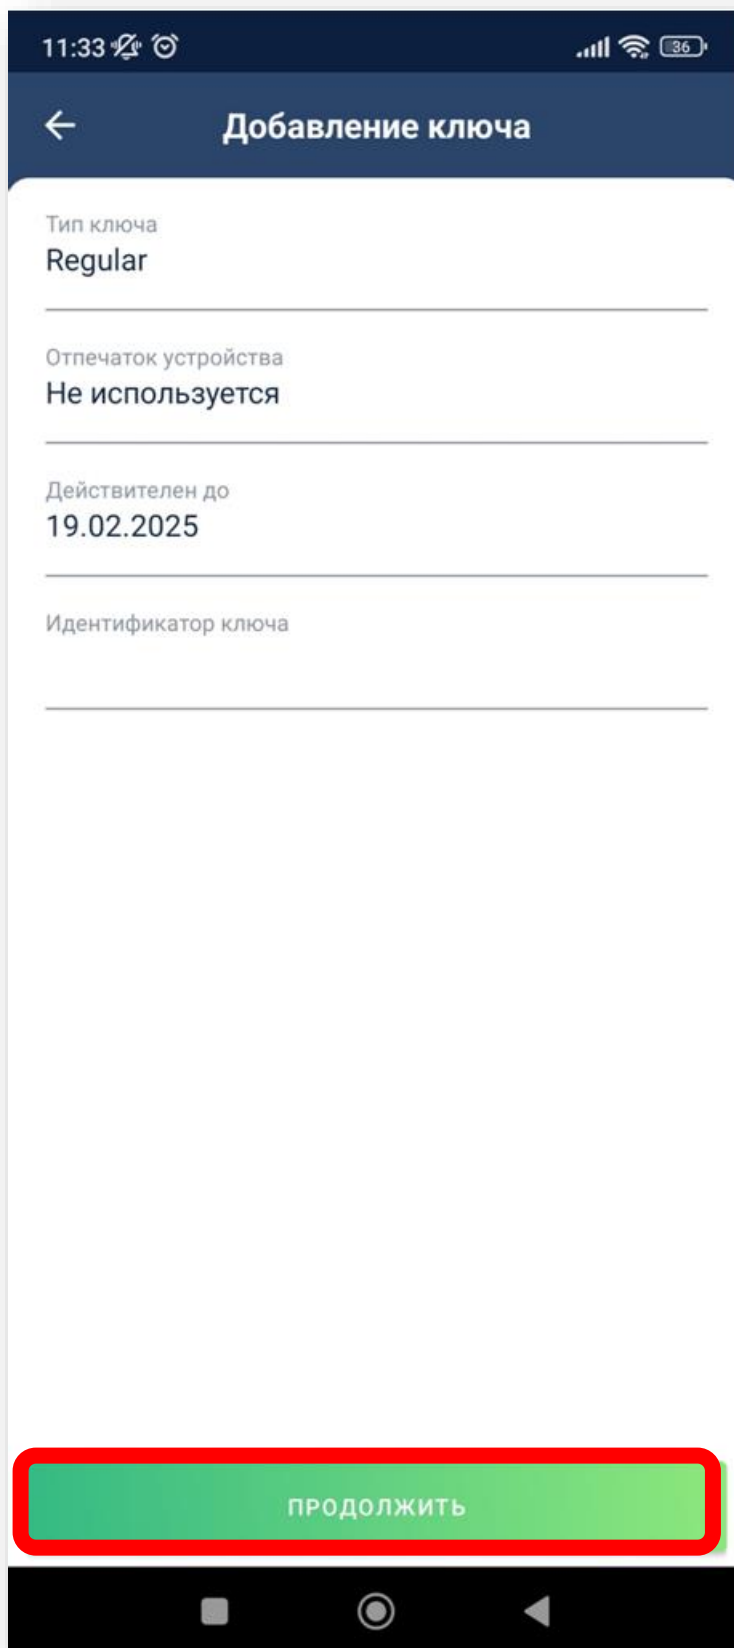 11:33
36
Добавление ключа
Тип ключа
Regular
Отпечаток устройства
Не используется
Действителен до
19.02.2025
Идентификатор ключа
ПРОДОЛЖИТЬ